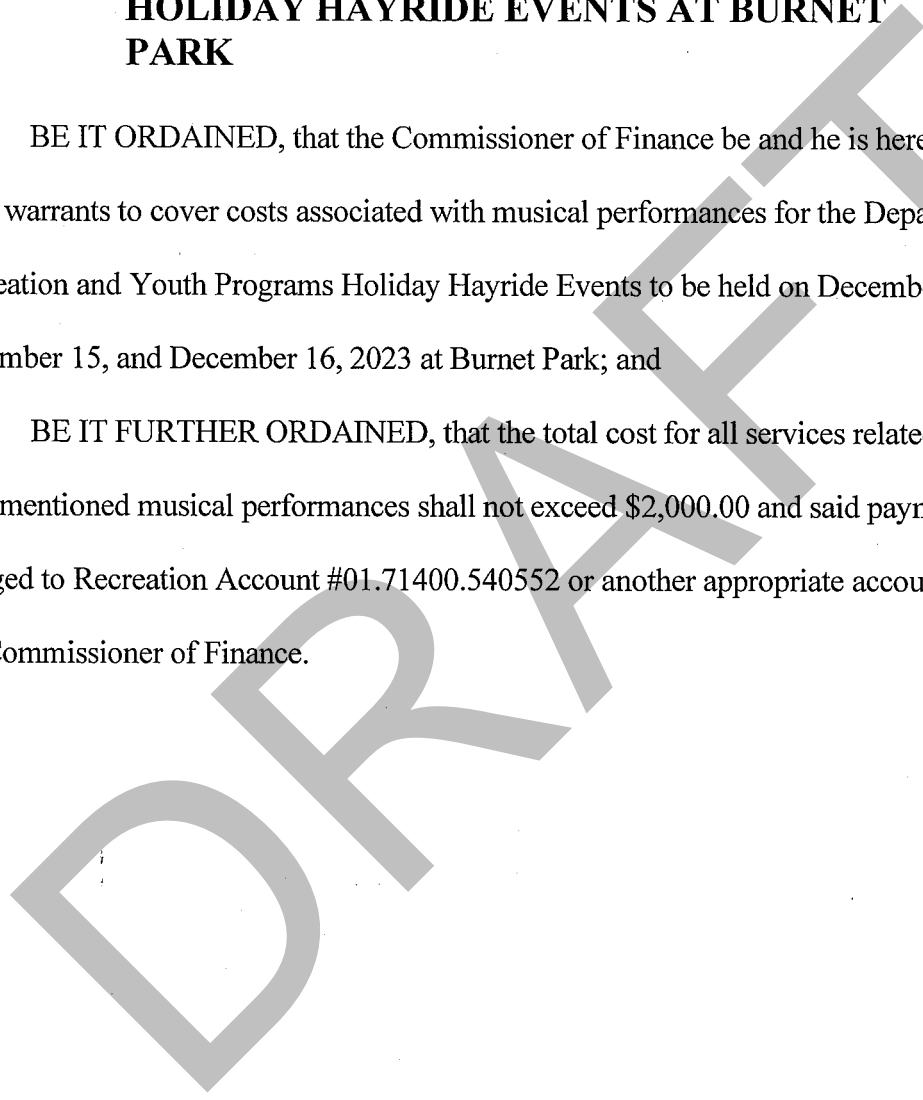 HOLIDAY HAYRIDE EVENTS AT BURNET
PARK
BE IT ORDAINED, that the Commissioner of Finance be and he is here
warrants to cover costs associated with musical performances for the Depa
eation and Youth Programs Holiday Hayride Events to be held on Decemb
mber 15, and December 16, 2023 at Burnet Park; and
BE IT FURTHER ORDAINED, that the total cost for all services relate
mentioned musical performances shall not exceed $2,000.00 and said payn
ged to Recreation Account #01.71400.540552 or another appropriate accou
Commissioner of Finance.
DRAFT